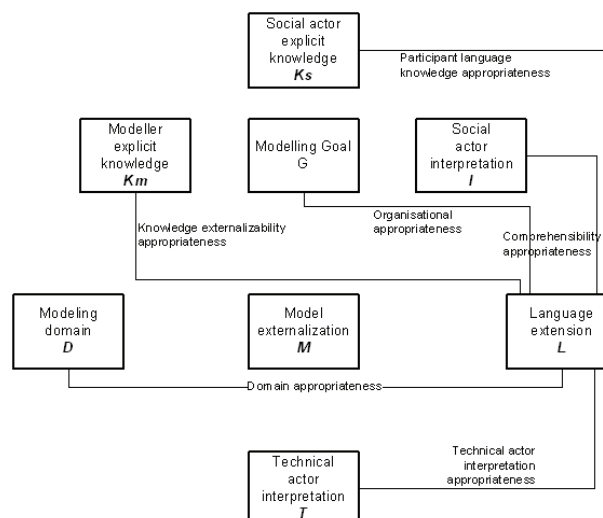 Social actor
explicit
knowledge
Ks
Participant language
knowledge appropriateness
Modeller
explicit
knowledge
Km
Modelling Goal
G
Social
actor
interpretation
I
Knowledge externalizability
appropriateness
Organisational
appropriateness
Comprehensibility
appropriateness
Modeling
domain
D
Model
externalization
M
Language
extension
L
Domain appropriateness
Technical
actor
interpretation
T
Technical actor
interpretation
appropriateness